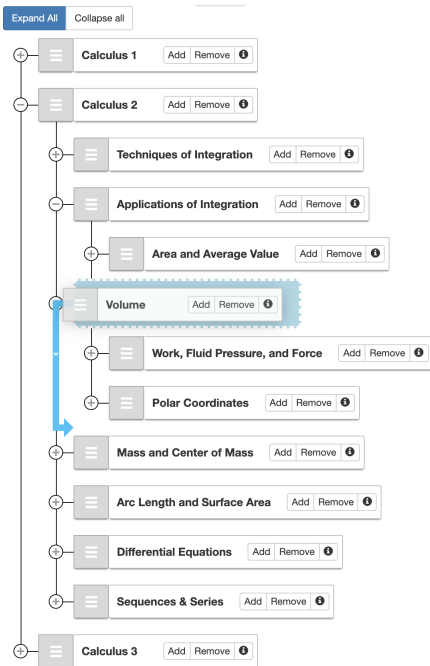 Expand All Collapse all
Calculus 1 Add Remove
Calculus 2 Add Remove
Techniques of Integration Add Remove
Applications of Integration Add Remove
Area and Average Value Add Remove
Volume Add Remove
Work, Fluid Pressure, and Force Add Remove
Polar Coordinates Add Remove
Mass and Center of Mass Add Remove
Arc Length and Surface Area Add Remove
Differential Equations Add Remove
Sequences & Series Add Remove
Calculus 3 Add Remove